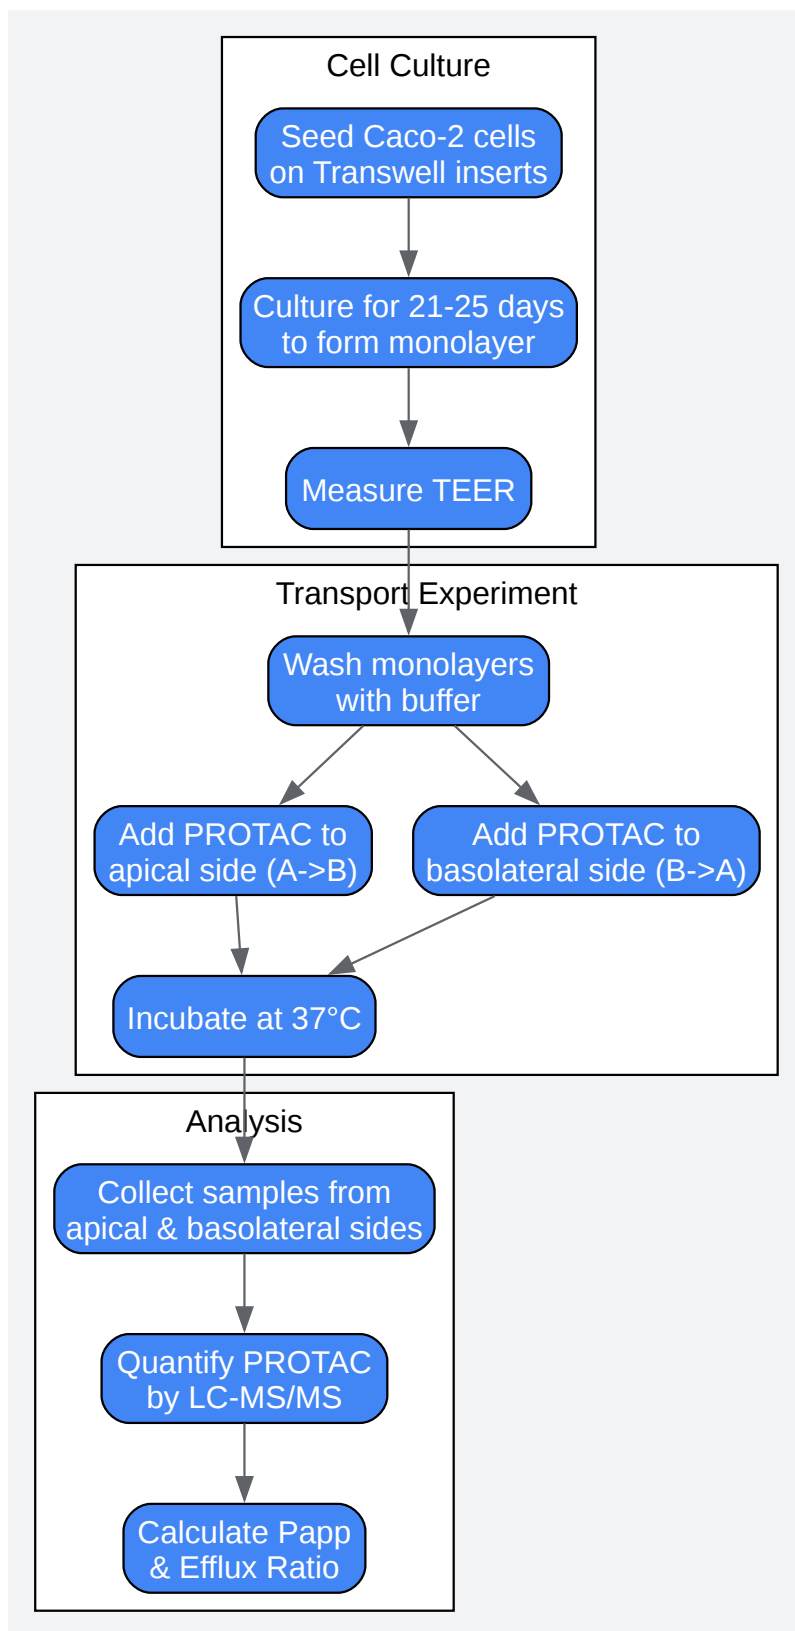 Cell Culture
Seed Caco-2 cells
on Transwell inserts
Culture for 21-25 days
to form monolayer
Measure TEER
Transport Experiment
Wash monolayers
with buffer
Add PROTAC to
apical side (A->B)
Add PROTAC to
basolateral side (B->A)
Incubate at 37°C
Analysis
Collect samples from
apical & basolateral sides
Quantify PROTAC
by LC-MS/MS
Calculate Papp
& Efflux Ratio